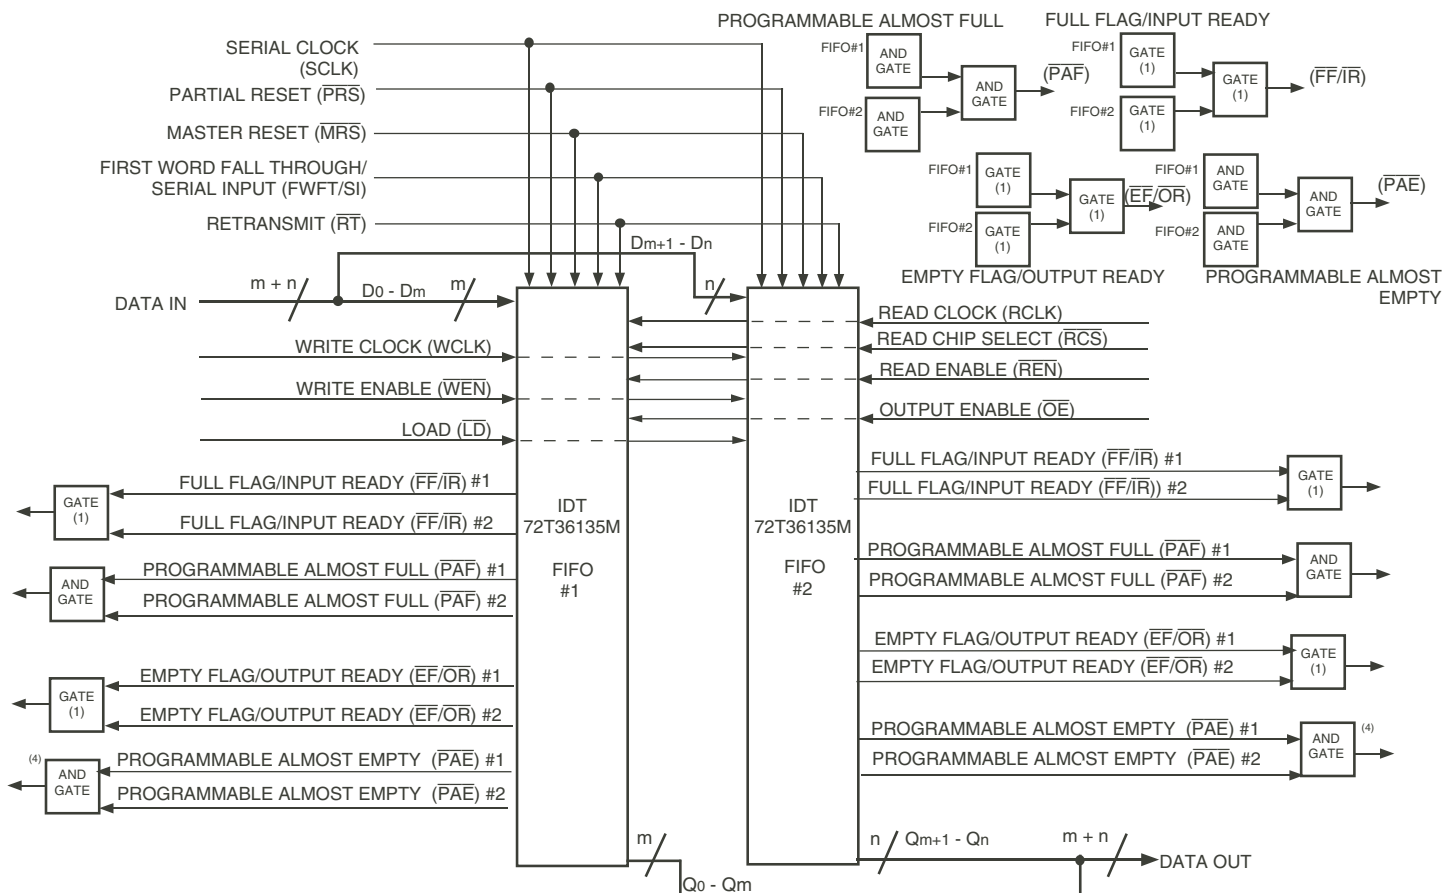 PROGRAMMABLE ALMOST FULL
FIFO#1
AND
GATE
FIFO#2
AND
GATE
AND
GATE
(PAF)
FULL FLAG/INPUT READY
FIFO#1
GATE
(1)
FIFO#2
GATE
(1)
GATE
(1)
(FF/IR)
FIFO#1
GATE
(1)
FIFO#2
GATE
(1)
GATE
(1)
(EF/OR)
EMPTY FLAG/OUTPUT READY
FIFO#1
AND
GATE
FIFO#2
AND
GATE
AND
GATE
(PAE)
PROGRAMMABLE ALMOST
EMPTY
SERIAL CLOCK
(SCLK)
PARTIAL RESET (PRS)
MASTER RESET (MRS)
FIRST WORD FALL THROUGH/
SERIAL INPUT (FWFT/SI)
RETRANSMIT (RT)
Dm+1 - Dn
m + n
D0 - Dm
m
n
DATA IN
WRITE CLOCK (WCLK)
WRITE ENABLE (WEN)
LOAD (LD)
READ CLOCK (RCLK)
READ CHIP SELECT (RCS)
READ ENABLE (REN)
OUTPUT ENABLE (OE)
FULL FLAG/INPUT READY (FF/IR) #1
GATE
(1)
FULL FLAG/INPUT READY (FF/IR) #2
PROGRAMMABLE ALMOST FULL (PAF) #1
AND
GATE
PROGRAMMABLE ALMOST FULL (PAF) #2
EMPTY FLAG/OUTPUT READY (EF/OR) #1
GATE
(1)
EMPTY FLAG/OUTPUT READY (EF/OR) #2
(4)
PROGRAMMABLE ALMOST EMPTY (PAE) #1
AND
GATE
PROGRAMMABLE ALMOST EMPTY (PAE) #2
IDT
72T36135M
FIFO
#1
IDT
72T36135M
FIFO
#2
FULL FLAG/INPUT READY (FF/IR) #1
FULL FLAG/INPUT READY (FF/IR)) #2
GATE
(1)
PROGRAMMABLE ALMOST FULL (PAF) #1
PROGRAMMABLE ALMOST FULL (PAF) #2
AND
GATE
EMPTY FLAG/OUTPUT READY (EF/OR) #1
EMPTY FLAG/OUTPUT READY (EF/OR) #2
GATE
(1)
PROGRAMMABLE ALMOST EMPTY (PAE) #1
PROGRAMMABLE ALMOST EMPTY (PAE) #2
AND
GATE
(4)
m
Q0 - Qm
n
Qm+1 - Qn
m + n
DATA OUT